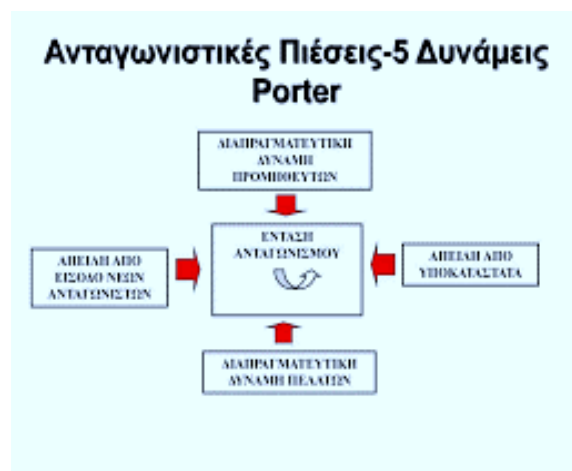 Ανταγωνιστικές Πιέσεις-5 Δυνάμεις
Porter
ΔΙΑΠΡΑΓΜΑΤΕΥΤΙΚΗ
ΔΥΝΑΜΗ
ΠΡΟΜΗΘΕΥΤΩΝ
ΕΝΤΑΣΗ
ΑΝΤΑΓΩΝΙΣΜΟΥ
ΑΠΕΙΛΗ ΑΠΟ
ΕΙΣΟΔΟ ΝΕΩΝ
ΑΝΤΑΓΩΝΙΣΤΩΝ
ΑΠΕΙΛΗ ΑΠΟ
ΥΠΟΚΑΤΑΣΤΑΤΑ
ΔΙΑΠΡΑΓΜΑΤΕΥΤΙΚΗ
ΔΥΝΑΜΗ ΠΕΛΑΤΩΝ